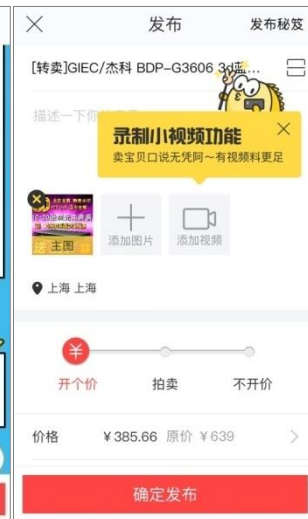 发布
发布秘笈
[转卖]GIEC/杰科 BDP-G3606 3d蓝...
描述一下你
录制小视频功能
卖宝贝口说无凭阿～有视频料更足
主图
添加图片
添加视频
上海 上海
¥
开个价
拍卖
不开价
价格
¥385.66 原价 ¥639
确定发布